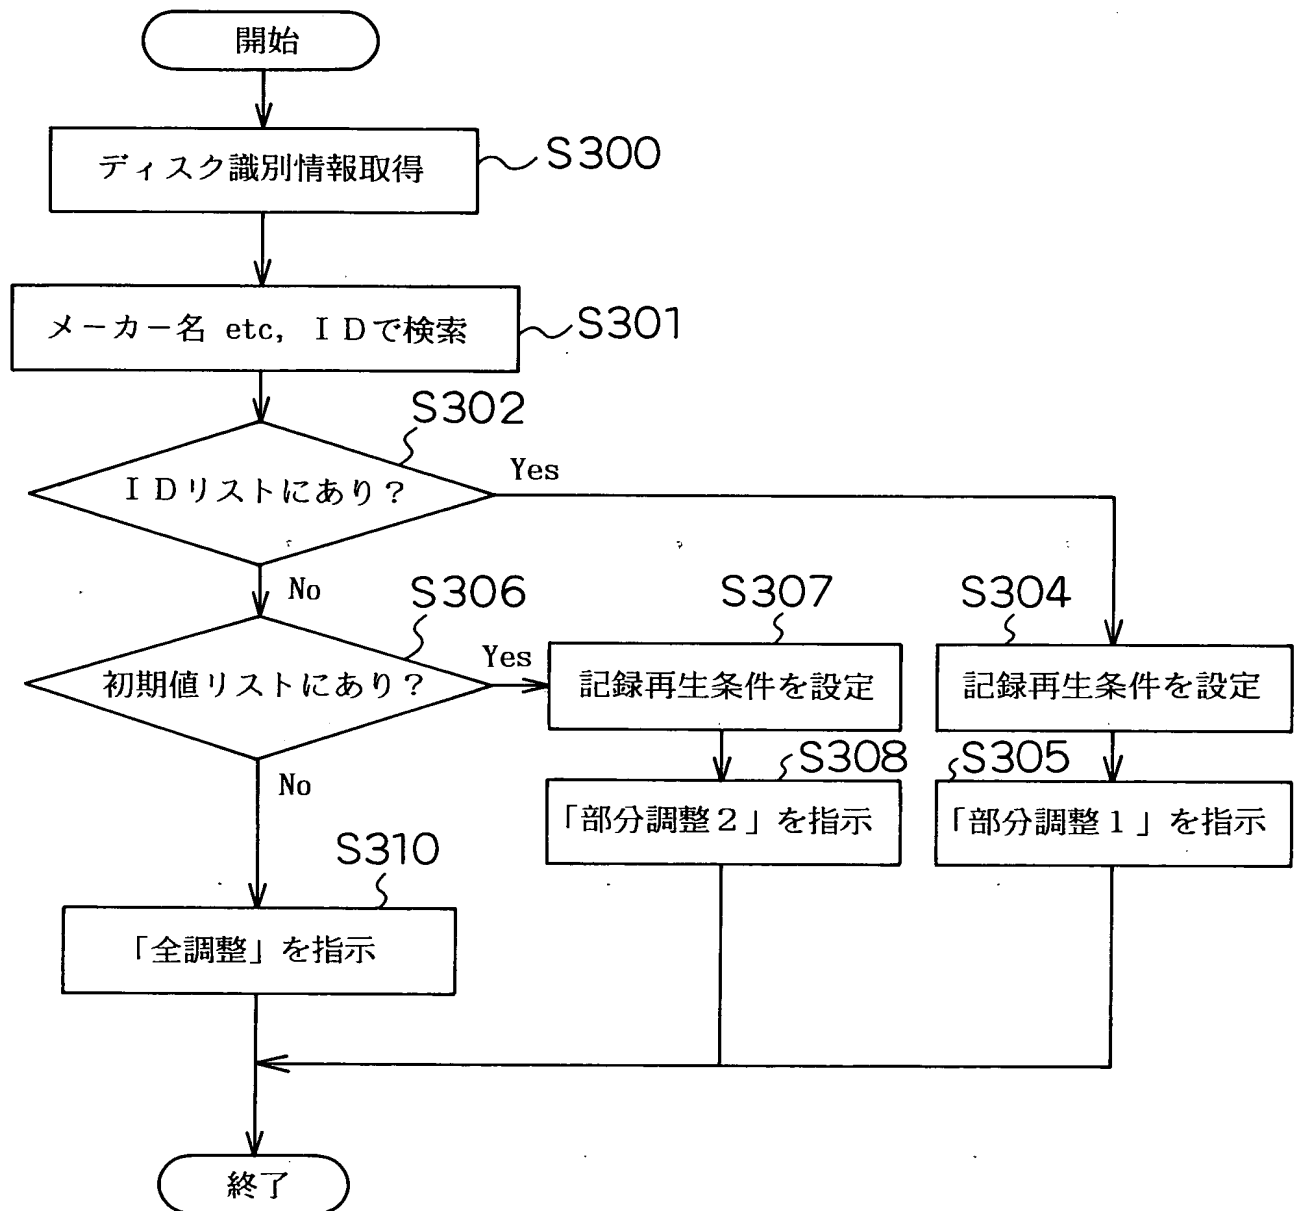 開始
ディスク識別情報取得
S300
メーカー名 etc, IDで検索
S301
S302
IDリストにあり?
Yes
No
S306
初期値リストにあり?
Yes
S307
記録再生条件を設定
S304
記録再生条件を設定
S308
「部分調整2」を指示
S305
「部分調整1」を指示
No
S310
「全調整」を指示
終了